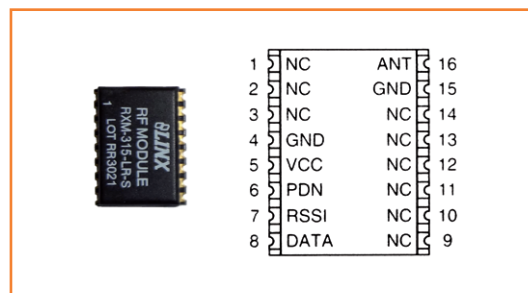 LINX
RF MODULE
RXM-315-LR-S
LOT RR3021
1
1 NC ANT 16
2 NC GND 15
3 NC NC 14
4 GND NC 13
5 VCC NC 12
6 PDN NC 11
7 RSSI NC 10
8 DATA NC 9